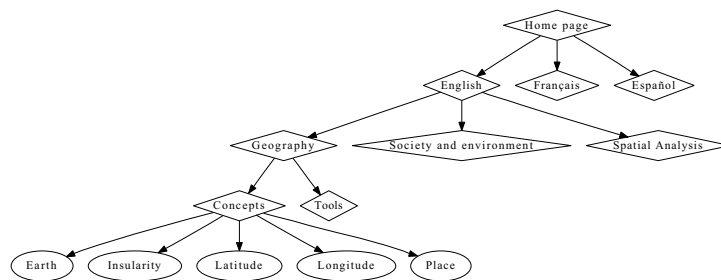 Home page
English
Français
Español
Geography
Society and environment
Spatial Analysis
Concepts
Tools
Earth
Insularity
Latitude
Longitude
Place